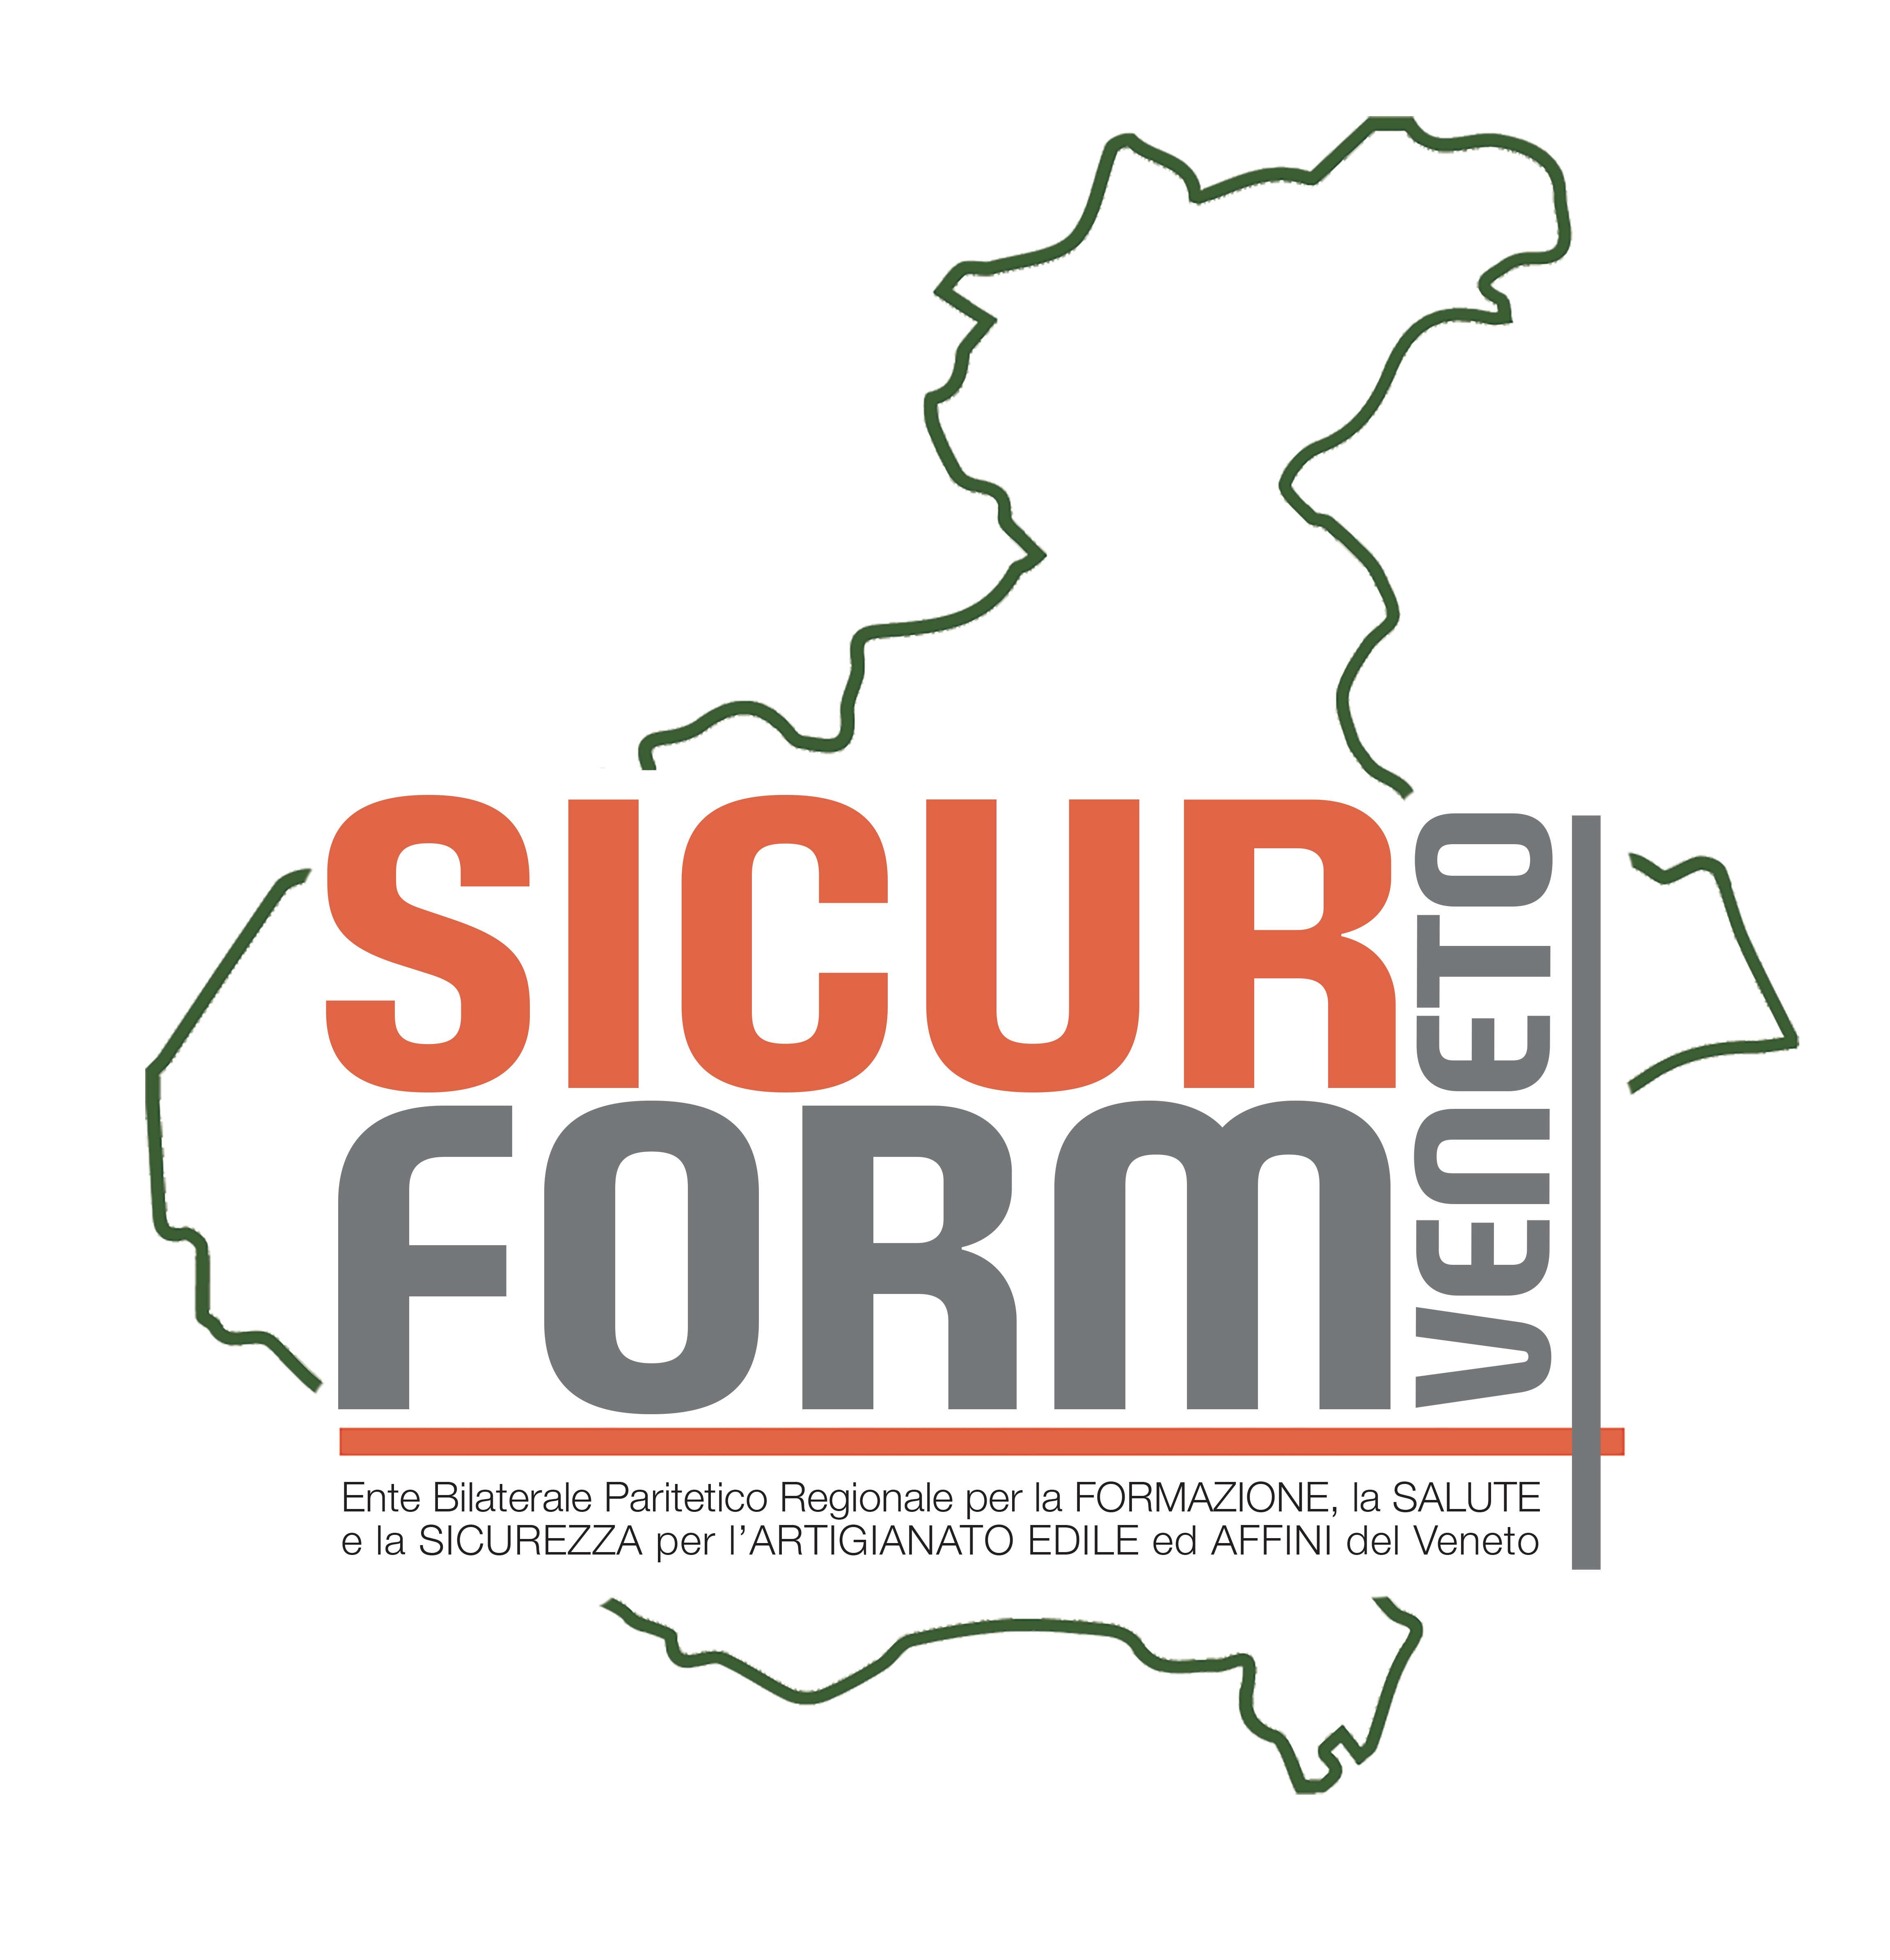 SICUR
FORM
VENETO
Ente Bilaterale Paritetico Regionale per la FORMAZIONE, la SALUTE
e la SICUREZZA per l’ARTIGIANATO EDILE ed AFFINI del Veneto